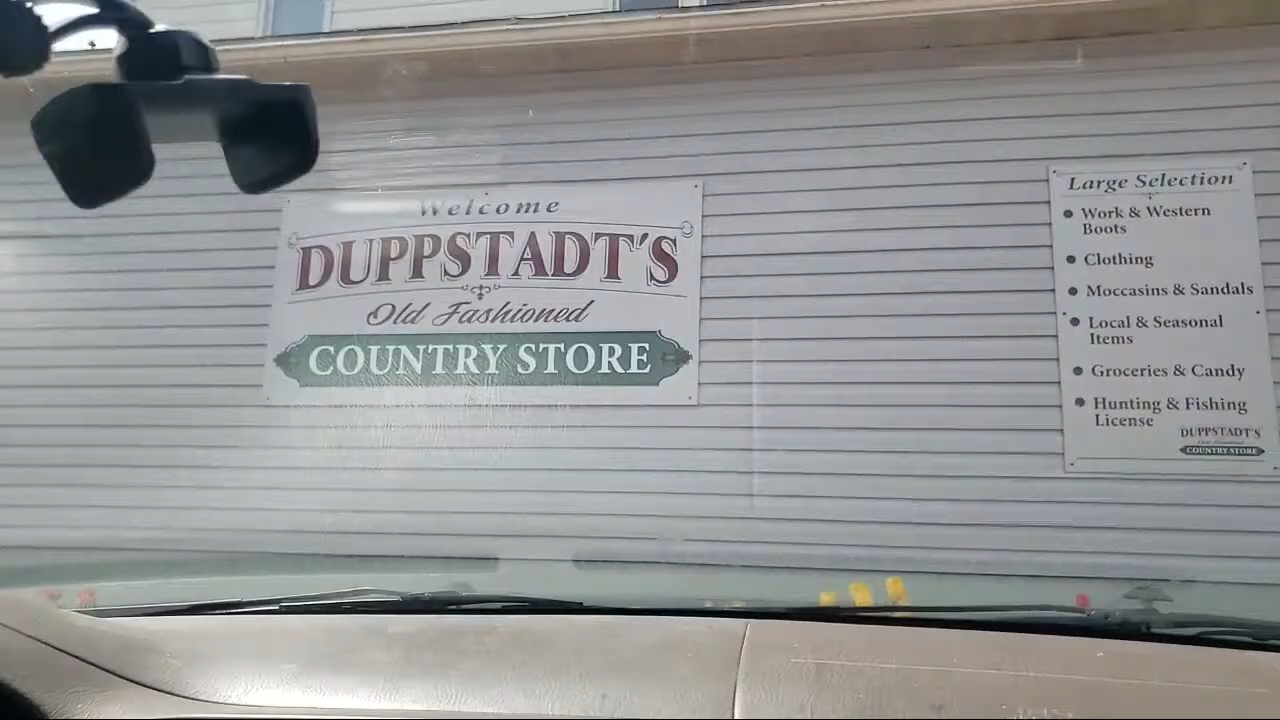 Welcome
DUPPSTADT'S
Old Fashioned
COUNTRY STORE
Large Selection
Work & Western
Boots
Clothing
Moccasins & Sandals
Local & Seasonal
Items
Groceries & Candy
Hunting & Fishing
License
DUPPSTADT'S
COUNTRY STORE